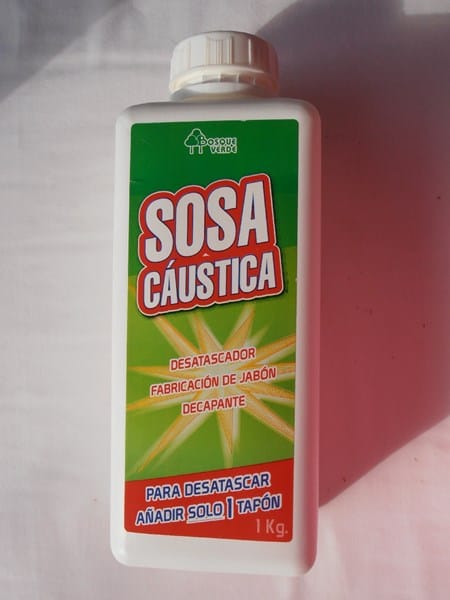 BOSQUE
VERDE
SOSA
CÁUSTICA
DESATASCADOR
FABRICACIÓN DE JABÓN
DECAPANTE
PARA DESATASCAR
AÑADIR SOLO 1 TAPÓN
1 Kg.